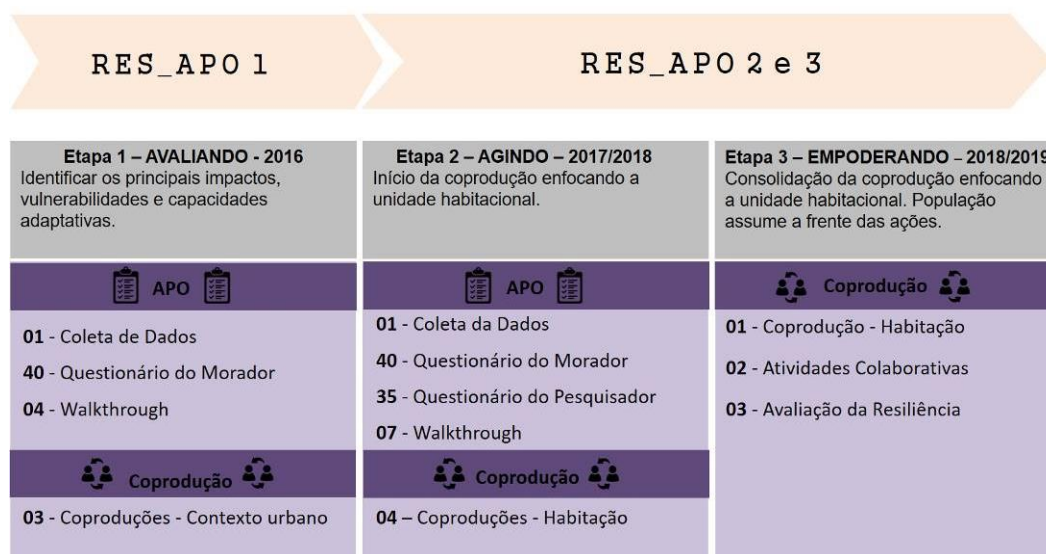 RES_APO 1
RES_APO 2 e 3
Etapa 1 – AVALIANDO - 2016
Identificar os principais impactos,
vulnerabilidades e capacidades
adaptativas.
APO
01 - Coleta de Dados
40 - Questionário do Morador
04 - Walkthrough
Coprodução
03 - Coproduções - Contexto urbano
Etapa 2 – AGINDO – 2017/2018
Início da coprodução enfocando a
unidade habitacional.
APO
01 - Coleta da Dados
40 - Questionário do Morador
35 - Questionário do Pesquisador
07 - Walkthrough
Coprodução
04 – Coproduções - Habitação
Etapa 3 – EMPODERANDO – 2018/2019
Consolidação da coprodução enfocando
a unidade habitacional. População
assume a frente das ações.
Coprodução
01 - Coprodução - Habitação
02 - Atividades Colaborativas
03 - Avaliação da Resiliência